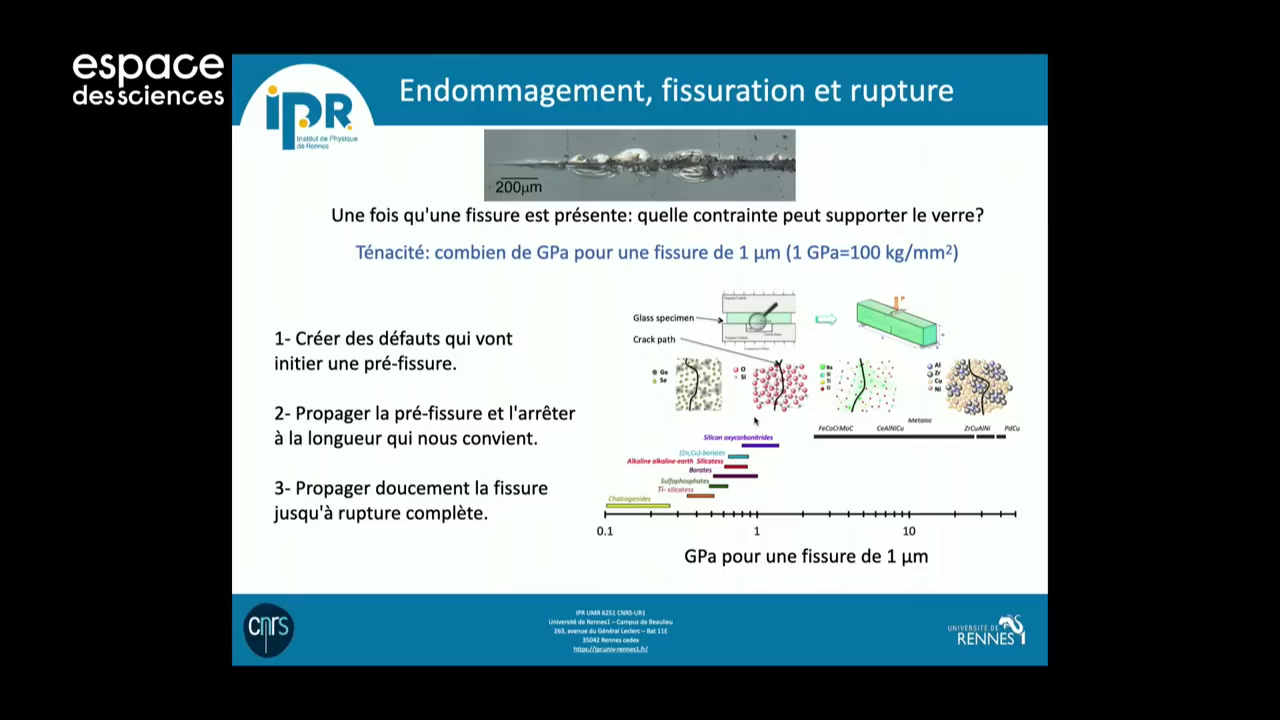 espace
des sciences
IPR
Institut de Physique
de Rennes
Endommagement, fissuration et rupture
200µm
Une fois qu'une fissure est présente: quelle contrainte peut supporter le verre?
Ténacité: combien de GPa pour une fissure de 1 µm (1 GPa=100 kg/mm²)
1- Créer des défauts qui vont
initier une pré-fissure.
2- Propager la pré-fissure et l'arrêter
à la longueur qui nous convient.
3- Propager doucement la fissure
jusqu'à rupture complète.
Glass specimen
Crack path
P
Ge
Se
O
Si
Ba
Si
Ti
O
Al
Zr
Cu
Ni
Metallic
FeCoCrMoC CeAlNiCu ZrCuAlNi PdCu
Silicon oxycarbonitrides
(Zn,Cu) borates
Alkaline alkaline-earth Silicatess
Borates
Sulfophosphates
Ti- silicatess
Chalcogenides
0.1 1 10
GPa pour une fissure de 1 µm
cnrs
IPR UMR 6251 CNRS-UR1
Université de Rennes1 – Campus de Beaulieu
263, avenue du Général Leclerc – Bat 11E
35042 Rennes cedex
https://ipr.univ-rennes1.fr/
UNIVERSITÉ DE
RENNES 1